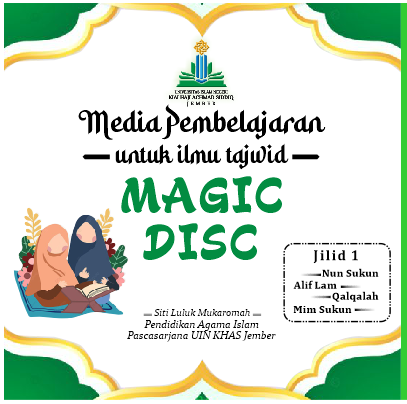 UNIVERSITAS ISLAM NEGERI
KIAI HAJI ACHMAD SIDDIQ
JEMBER
Media Pembelajaran
untuk ilmu tajwid
MAGIC
DISC
Jilid 1
Nun Sukun
Alif Lam
Qalqalah
Mim Sukun
Siti Luluk Mukaromah
Pendidikan Agama Islam
Pascasarjana UIN KHAS Jember